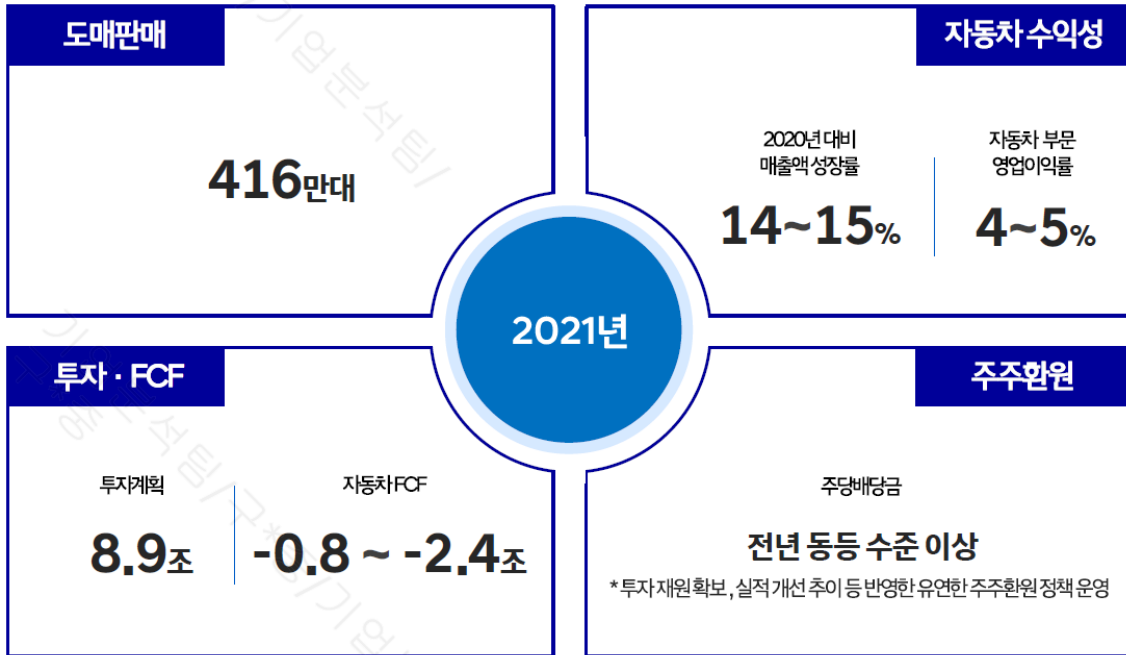 도매판매
416만대
자동차 수익성
2020년 대비
매출액 성장률
14~15%
자동차 부문
영업이익률
4~5%
2021년
투자 · FCF
투자계획
8.9조
자동차 FCF
-0.8 ~ -2.4조
주주환원
주당배당금
전년 동등 수준 이상
* 투자 재원 확보, 실적 개선 추이 등 반영한 유연한 주주환원 정책 운영
기업분석팀/